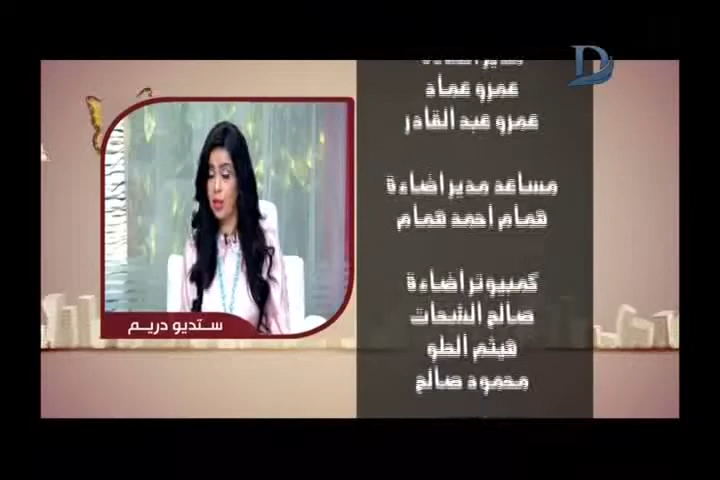 عمرو عماد
عمرو عبد القادر
مساعد مدير اضاءة
همام احمد همام
كمبيوتر أضاءة
صالح الشحات
هيثم الطو
محمود صالح
ستديو دريم
D